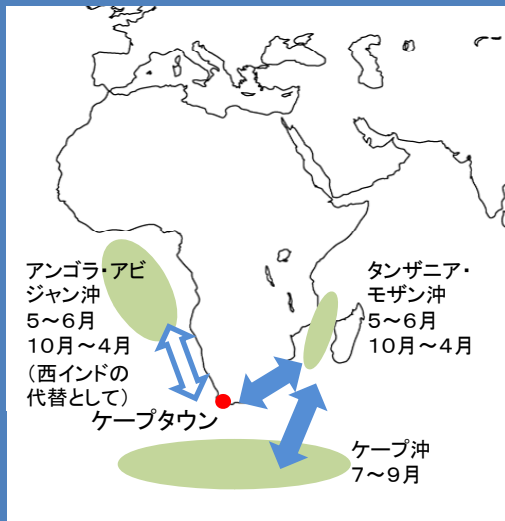 アンゴラ・アビ
ジャン沖
5～6月
10月～4月
（西インドの
代替として）
タンザニア・
モザン沖
5～6月
10月～4月
ケープタウン
ケープ沖
7～9月